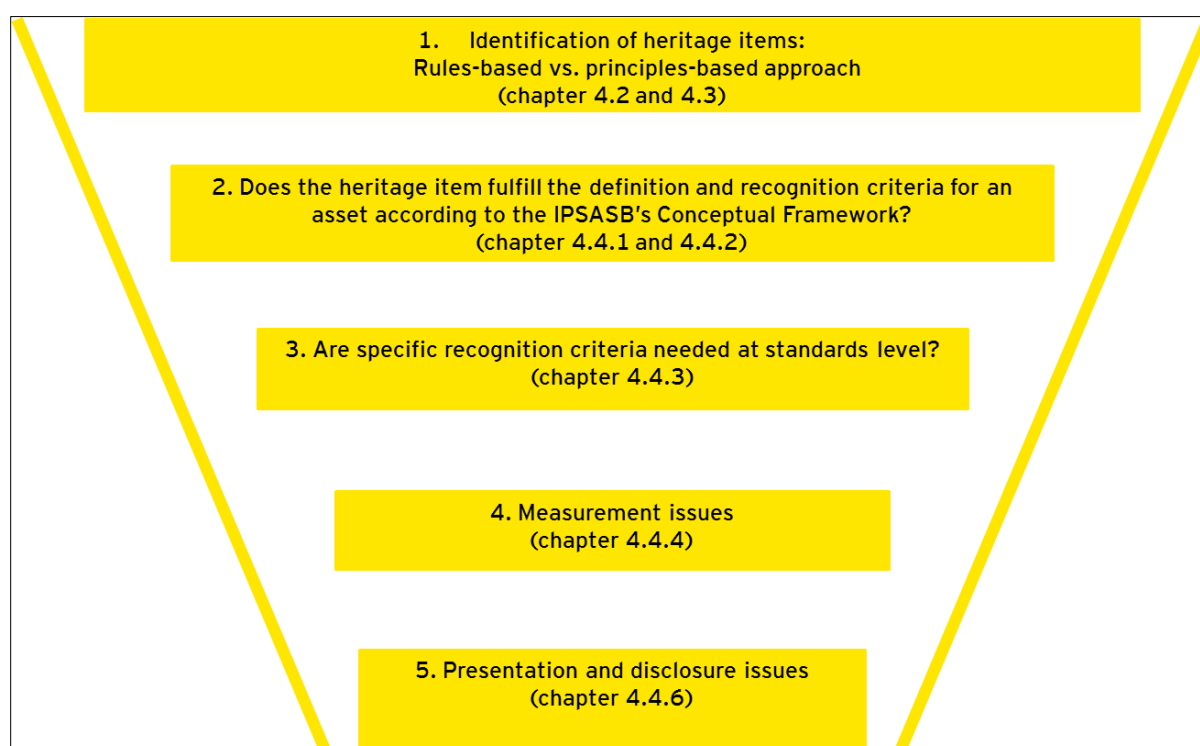 1. Identification of heritage items:
Rules-based vs. principles-based approach
(chapter 4.2 and 4.3)
2. Does the heritage item fulfill the definition and recognition criteria for an
asset according to the IPSASB's Conceptual Framework?
(chapter 4.4.1 and 4.4.2)
3. Are specific recognition criteria needed at standards level?
(chapter 4.4.3)
4. Measurement issues
(chapter 4.4.4)
5. Presentation and disclosure issues
(chapter 4.4.6)